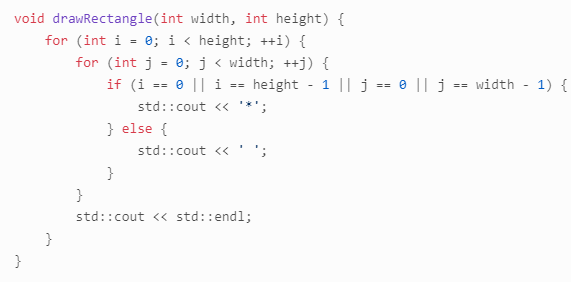 void drawRectangle(int width, int height) {
    for (int i = 0; i < height; ++i) {
        for (int j = 0; j < width; ++j) {
            if (i == 0 || i == height - 1 || j == 0 || j == width - 1) {
                std::cout << '*';
            } else {
                std::cout << ' ';
            }
        }
        std::cout << std::endl;
    }
}